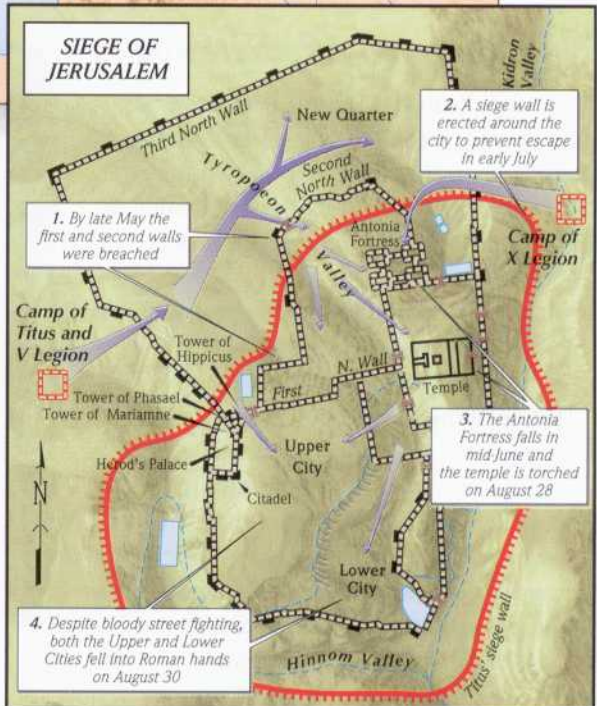 SIEGE OF
JERUSALEM
Kidron
Valley
Third North Wall
New Quarter
2. A siege wall is
erected around the
city to prevent escape
in early July
Tyropoeon
Valley
Second
North Wall
1. By late May the
first and second walls
were breached
Antonia
Fortress
Camp of
X Legion
Camp of
Titus and
V Legion
Tower of
Hippicus
First
N. Wall
Temple
Tower of Phasael
Tower of Mariamne
3. The Antonia
Fortress falls in
mid-June and
the temple is torched
on August 28
Upper
City
Herod's Palace
Citadel
N
Lower
City
4. Despite bloody street fighting,
both the Upper and Lower
Cities fell into Roman hands
on August 30
Hinnom Valley
Titus' siege wall